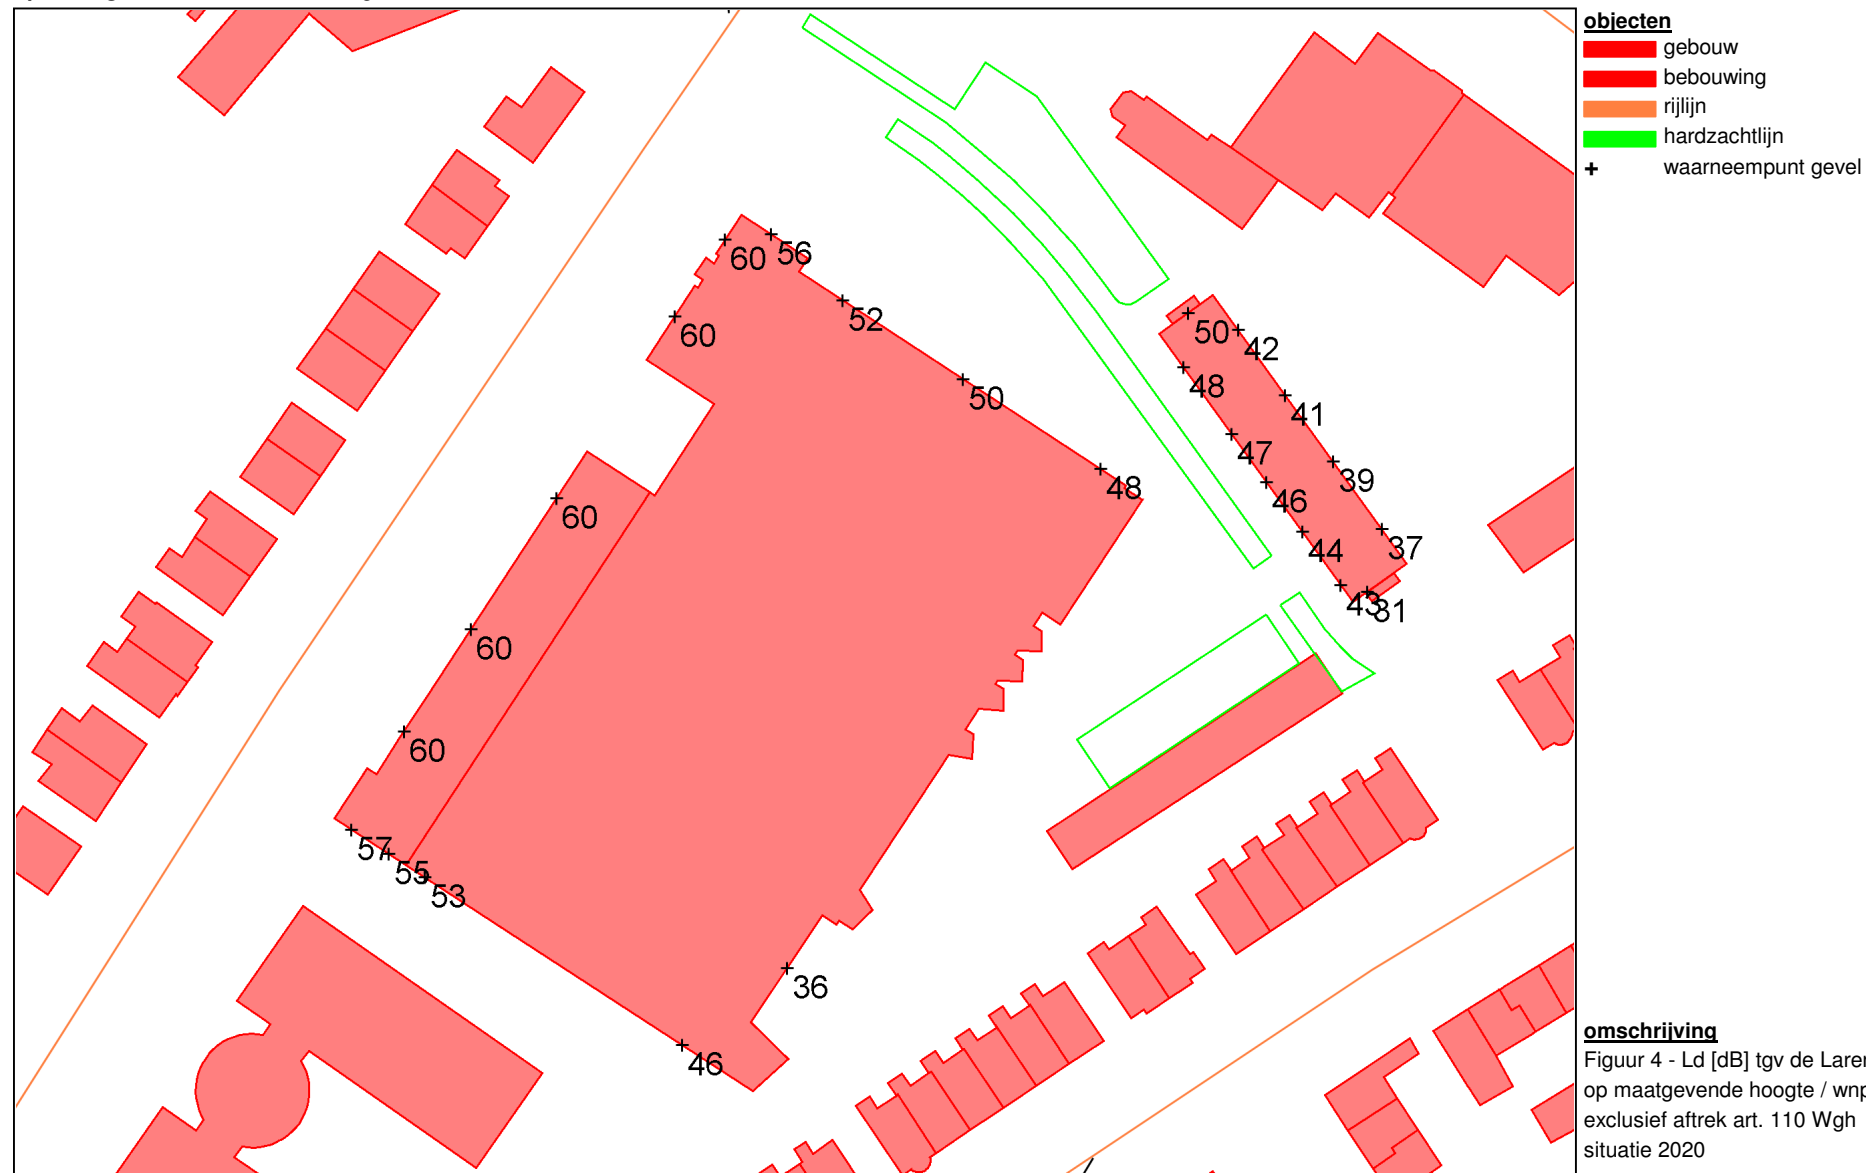 objecten
gebouw
bebouwing
rijlijn
hardzachtlijn
waarneempunt gevel
60
56
60
52
50
42
50
48
41
47
39
48
46
60
37
44
43
31
60
60
57
55
53
36
46
omschrijving
Figuur 4 - Ld [dB] tgv de
op maatgevende hoogte /
exclusief aftrek art. 110 Wgh
situatie 2020